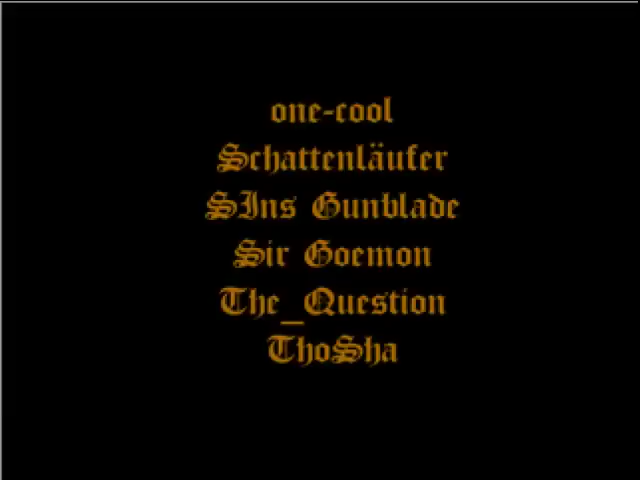 one-cool
Schattenläufer
SIns Gunblade
Sir Goemon
The_Question
ThoSha